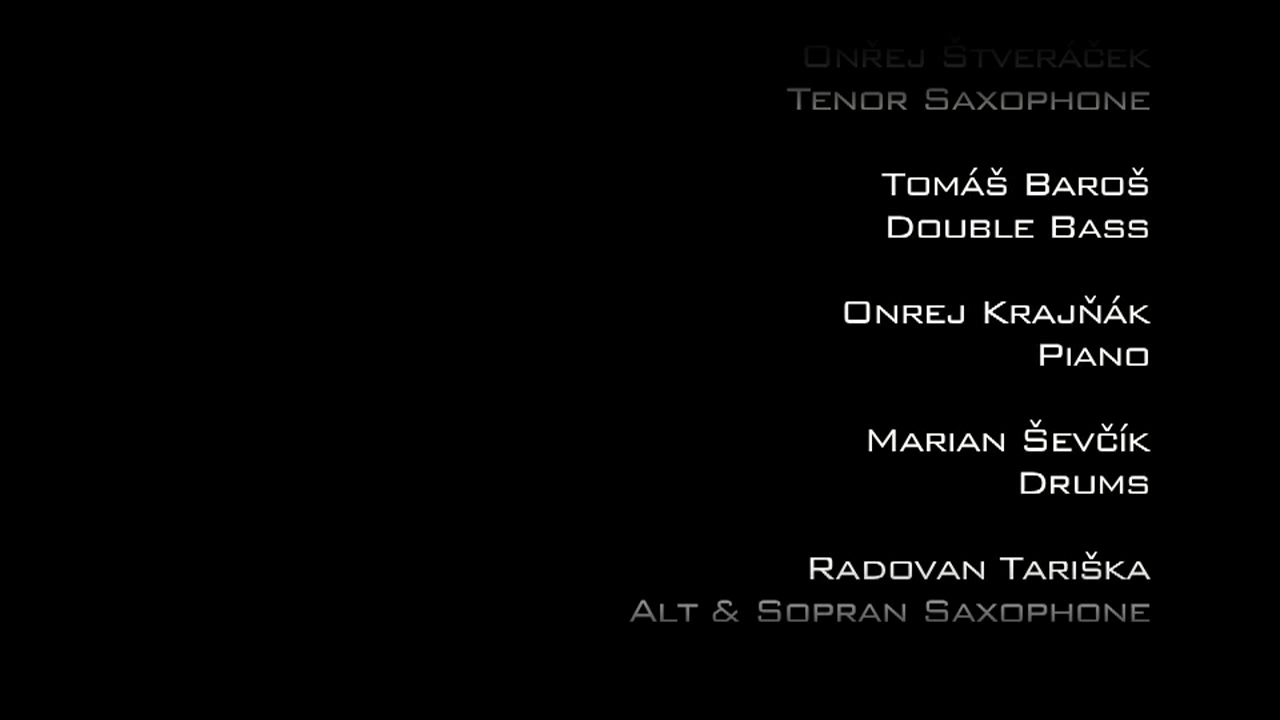 Onřej Štveráček
Tenor Saxophone
Tomáš Baroš
Double Bass
Onrej Krajňák
Piano
Marian Ševčík
Drums
Radovan Tariška
Alt & Sopran Saxophone